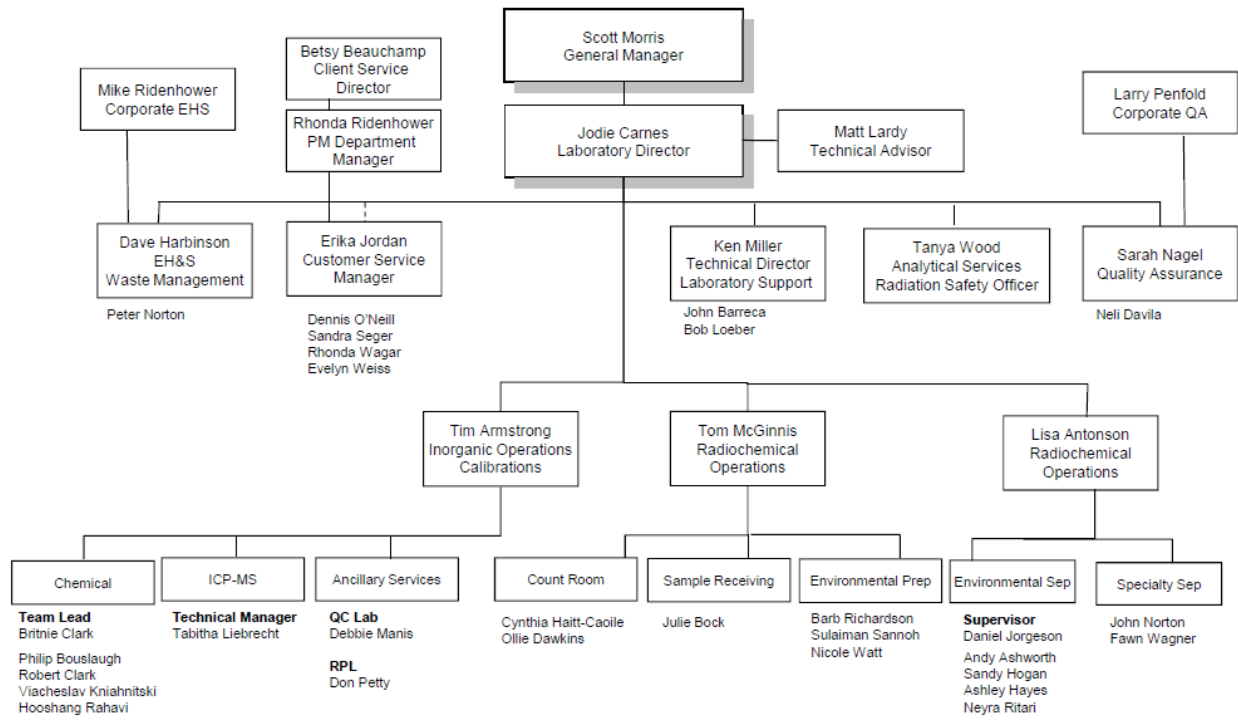 Scott Morris
General Manager
Betsy Beauchamp
Client Service
Director
Mike Ridenhower
Corporate EHS
Rhonda Ridenhower
PM Department
Manager
Jodie Carnes
Laboratory Director
Matt Lardy
Technical Advisor
Larry Penfold
Corporate QA
Dave Harbinson
EH&S
Waste Management
Peter Norton
Erika Jordan
Customer Service
Manager
Dennis O'Neill
Sandra Seger
Rhonda Wagar
Evelyn Weiss
Ken Miller
Technical Director
Laboratory Support
John Barreca
Bob Loeber
Tanya Wood
Analytical Services
Radiation Safety Officer
Sarah Nagel
Quality Assurance
Neli Davila
Tim Armstrong
Inorganic Operations
Calibrations
Tom McGinnis
Radiochemical
Operations
Lisa Antonson
Radiochemical
Operations
Chemical
Team Lead
Britnie Clark
Philip Bouslaugh
Robert Clark
Viacheslav Kniahnitski
Hooshang Rahavi
ICP-MS
Technical Manager
Tabitha Liebrecht
Ancillary Services
QC Lab
Debbie Manis
RPL
Don Petty
Count Room
Cynthia Haitt-Caoile
Ollie Dawkins
Sample Receiving
Julie Bock
Environmental Prep
Barb Richardson
Sulaiman Sannoh
Nicole Watt
Environmental Sep
Supervisor
Daniel Jorgeson
Andy Ashworth
Sandy Hogan
Ashley Hayes
Neyra Ritari
Specialty Sep
John Norton
Fawn Wagner